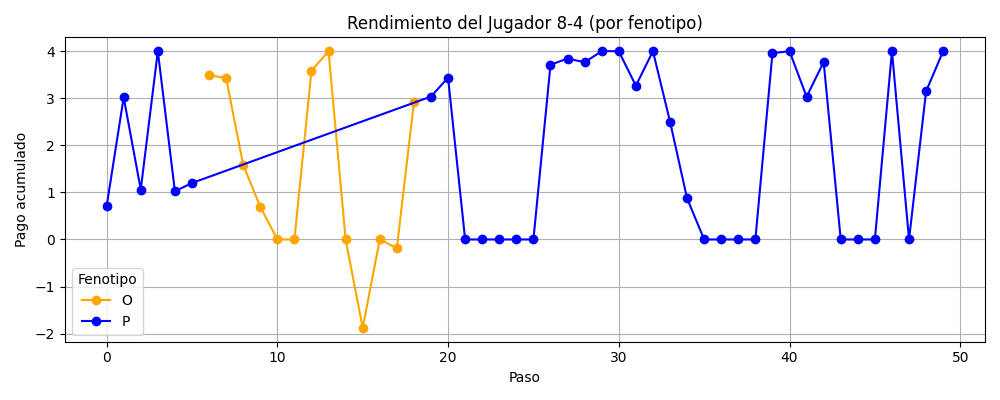 Rendimiento del Jugador 8-4 (por fenotipo)
Pago acumulado
4
3
2
1
0
−1
−2
Fenotipo
O
P
0 10 20 30 40 50
Paso